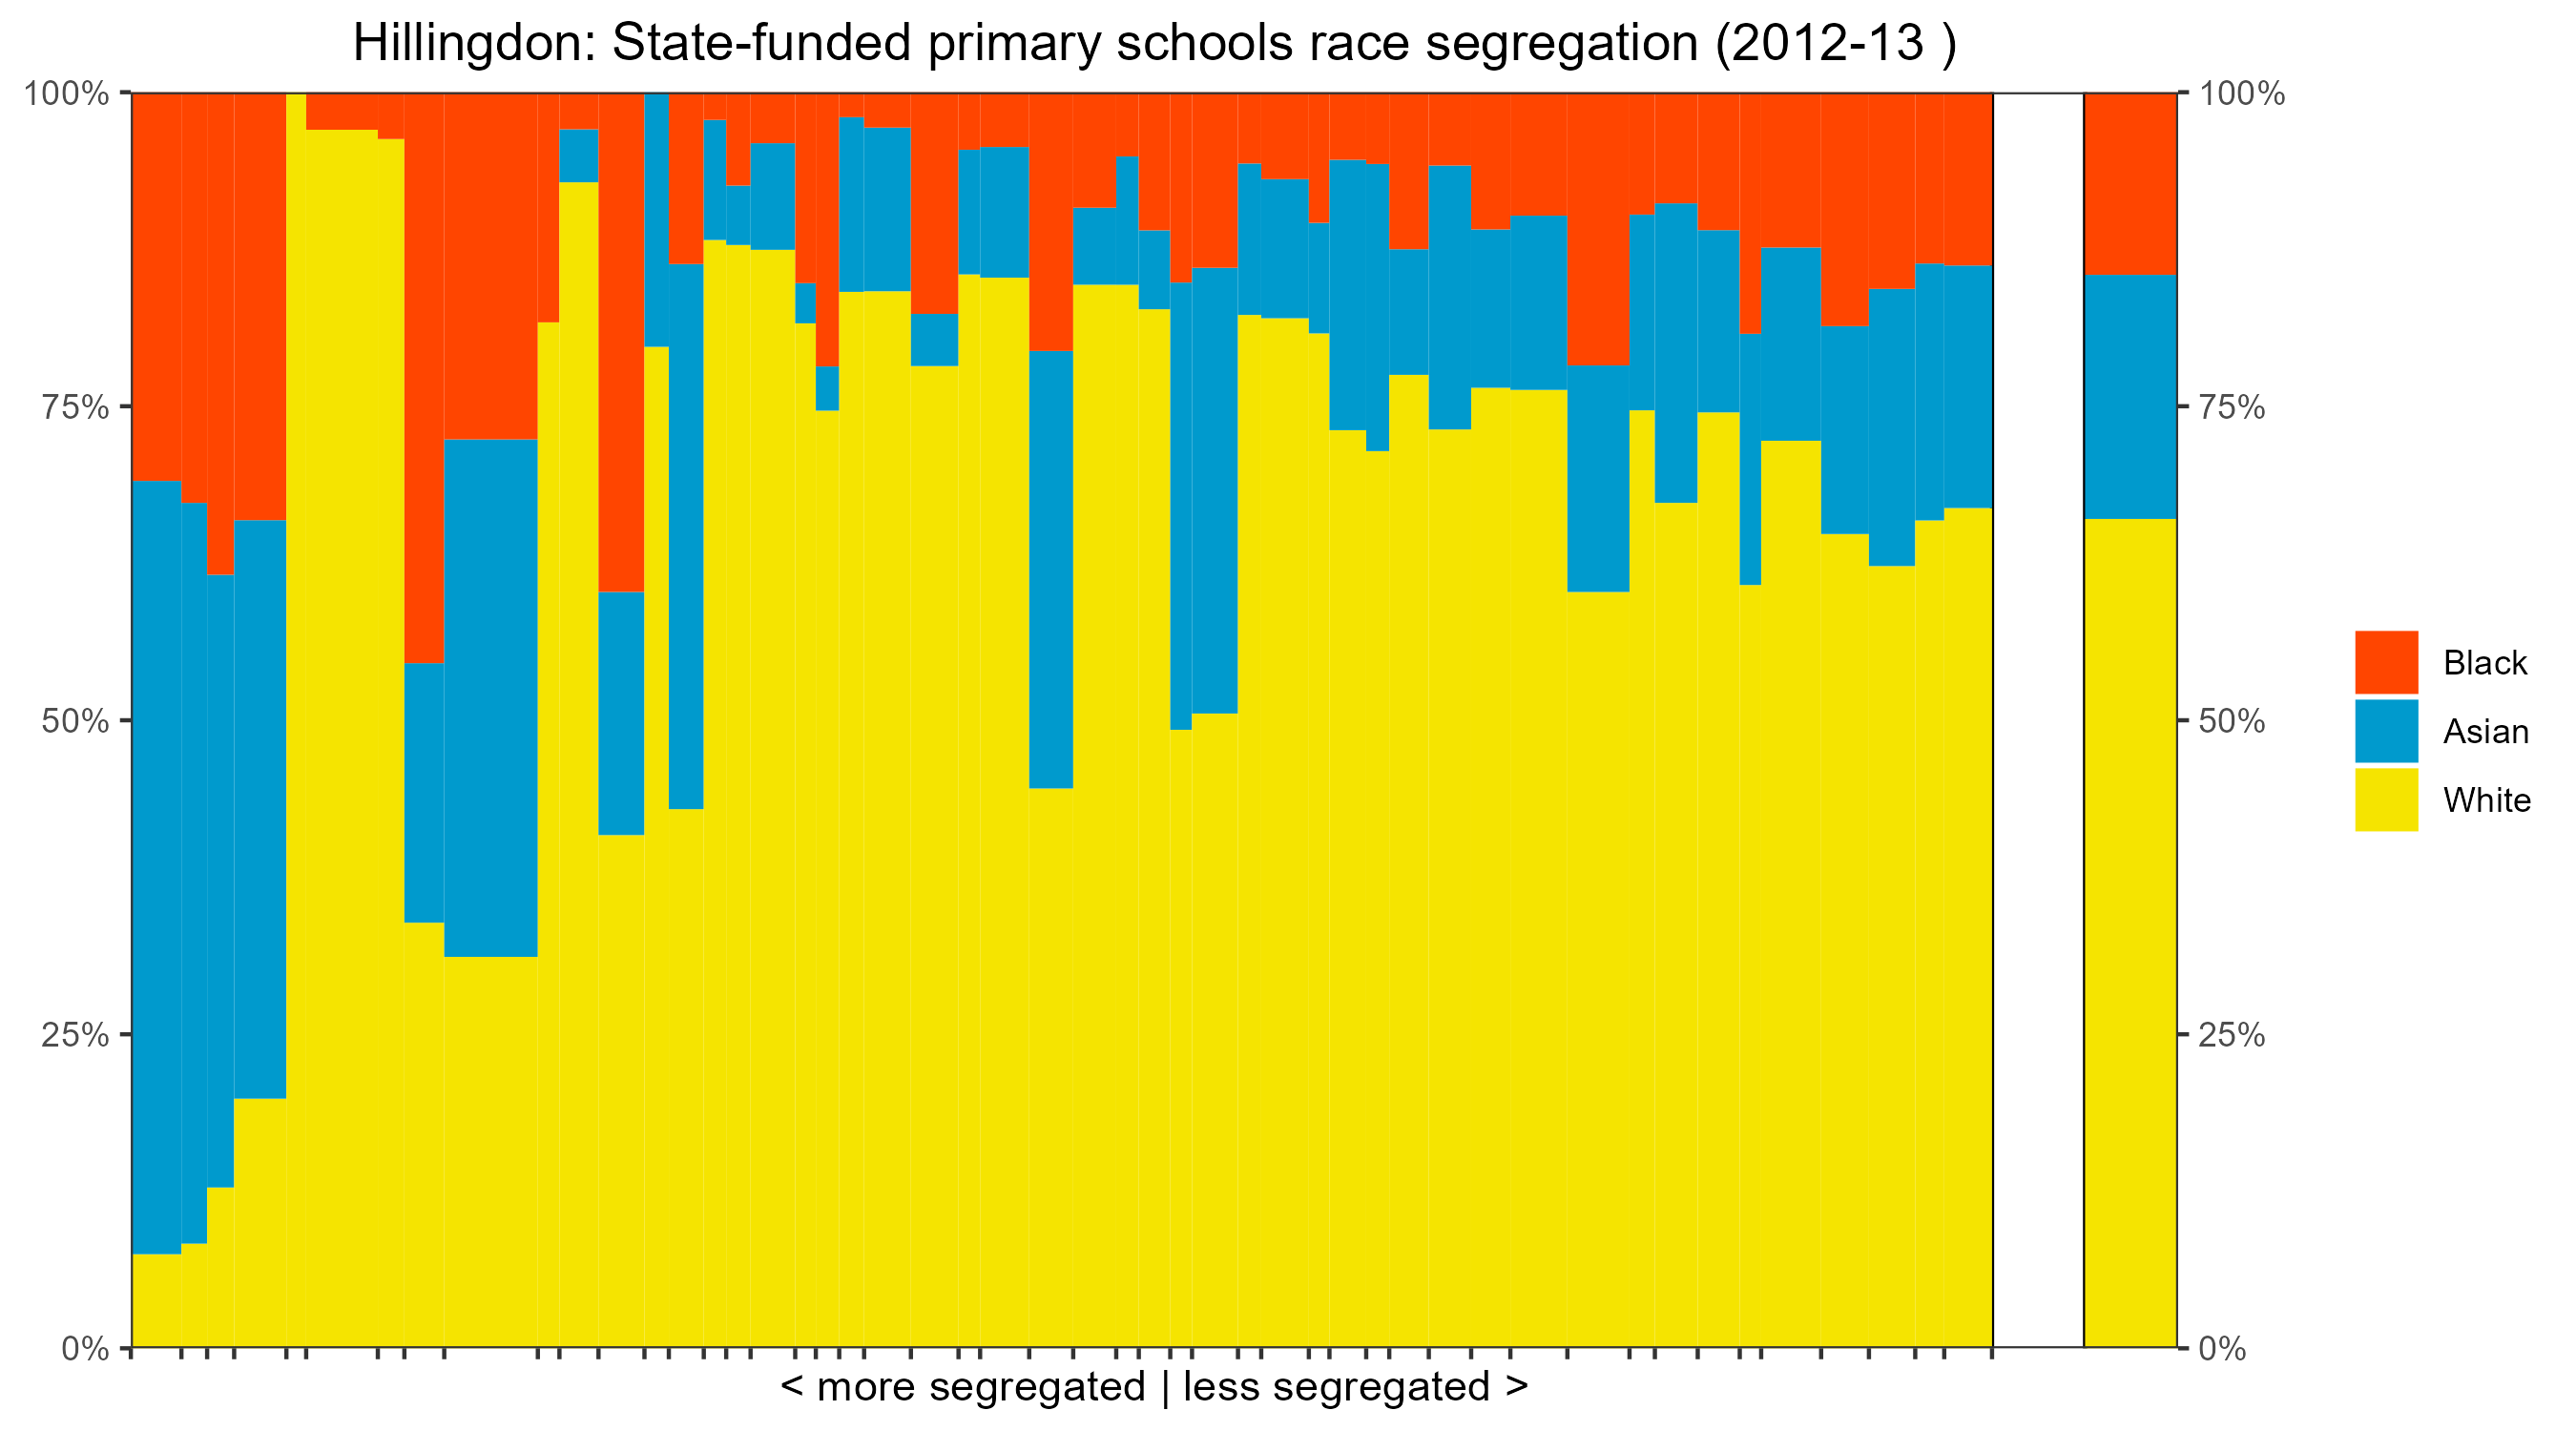 Hillingdon: State-funded primary schools race segregation (2012-13 )
100%
75%
50%
25%
0%
100%
75%
50%
25%
0%
Black
Asian
White
< more segregated | less segregated >